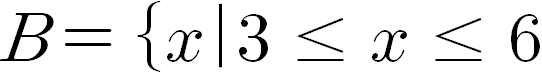 B = {x | 3 ≤ x ≤ 6